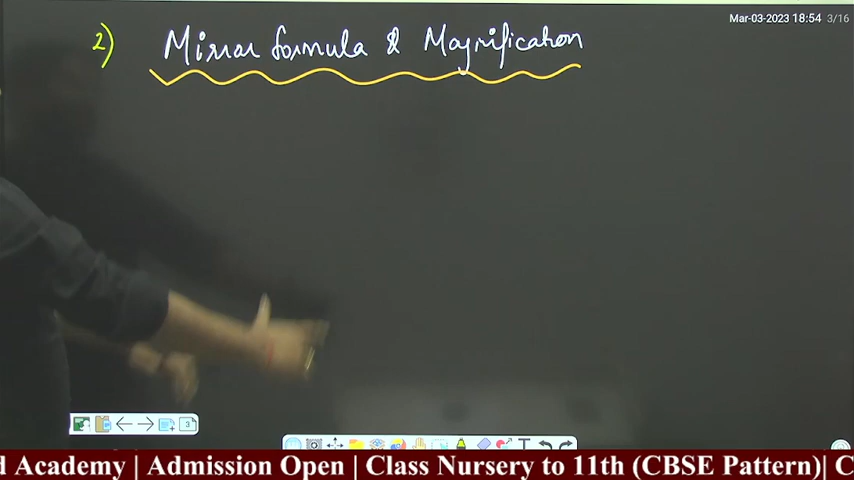 Mar-03-2023 18:54 3/16
2) Mirror formula & Magnification
3
d Academy | Admission Open | Class Nursery to 11th (CBSE Pattern)| C